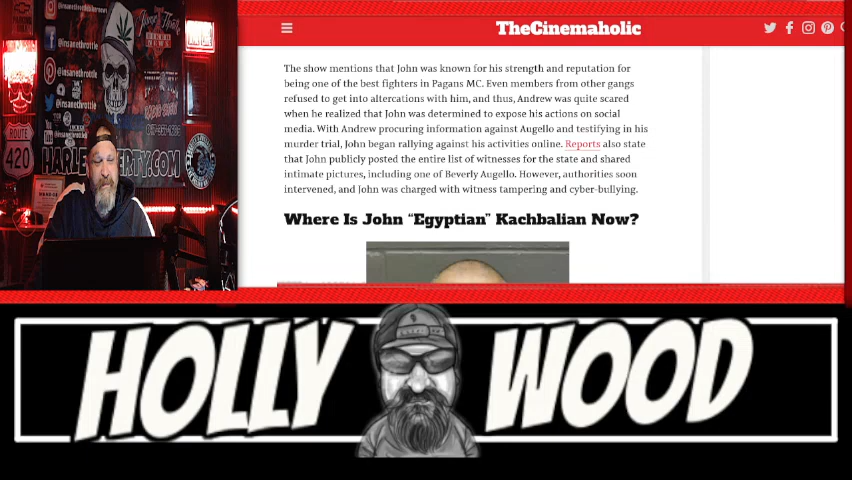 @insanethrottle
@insanethrottle
ROUTE
420
TheCinemaholic
The show mentions that John was known for his strength and reputation for
being one of the best fighters in Pagans MC. Even members from other gangs
refused to get into altercations with him, and thus, Andrew was quite scared
when he realized that John was determined to expose his actions on social
media. With Andrew procuring information against Augello and testifying in his
murder trial, John began rallying against his activities online. Reports also state
that John publicly posted the entire list of witnesses for the state and shared
intimate pictures, including one of Beverly Augello. However, authorities soon
intervened, and John was charged with witness tampering and cyber-bullying.
Where Is John “Egyptian” Kachbalian Now?
HOLLY WOOD